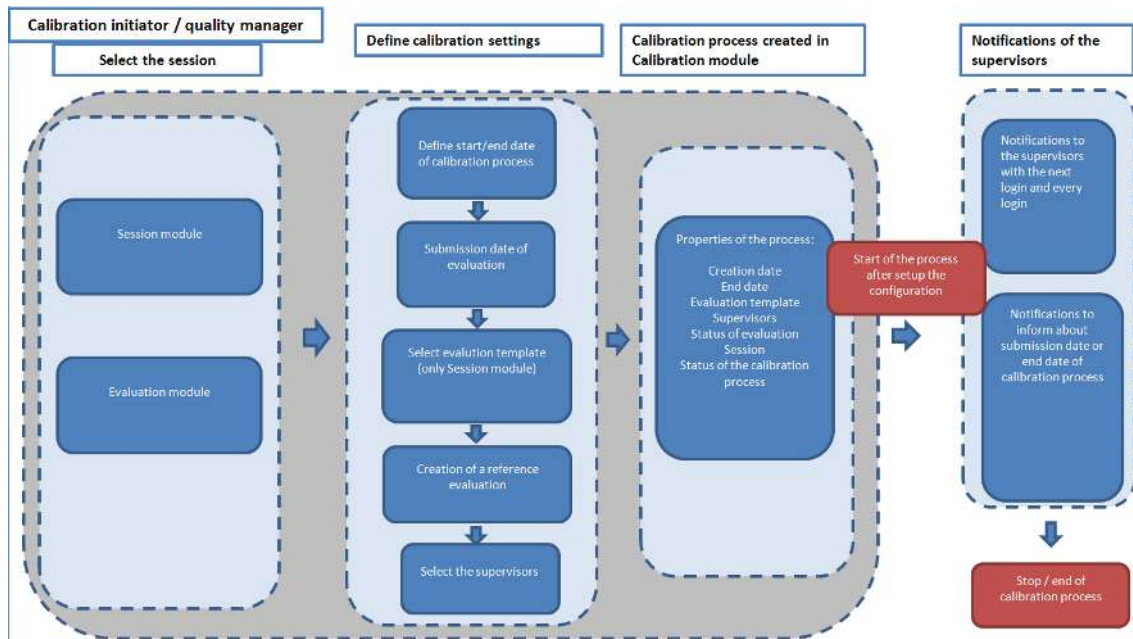 Calibration initiator / quality manager
Select the session
Define calibration settings
Calibration process created in
Calibration module
Notifications of the
supervisors
Session module
Evaluation module
Define start/end date
of calibration process
Submission date of
evaluation
Select evalution template
(only Session module)
Creation of a reference
evaluation
Select the supervisors
Properties of the process:
Creation date
End date
Evaluation template
Supervisors
Status of evaluation
Session
Status of the calibration
process
Start of the process
after setup the
configuration
Notifications to
the supervisors
with the next
login and every
login
Notifications to
inform about
submission date or
end date of
calibration process
Stop / end of
calibration process